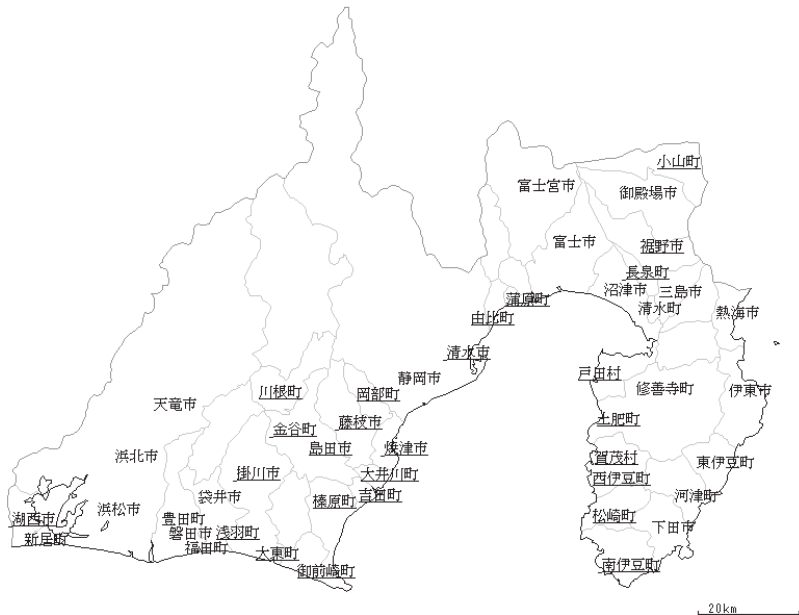 小山町
富士宮市
御殿場市
富士市
裾野市
長泉町
沼津市
三島市
蒲原町
清水町
熱海市
由比町
清水市
戸田村
静岡市
修善寺町
伊東市
川根町
岡部町
天竜市
土肥町
藤枝市
金谷町
島田市
焼津市
浜北市
賀茂村
東伊豆町
掛川市
大井川町
西伊豆町
袋井市
吉田町
榛原町
河津町
浜松市
湖西市
豊田町
松崎町
下田市
磐田市
浅羽町
新居町
福田町
大東町
御前崎町
南伊豆町
20km